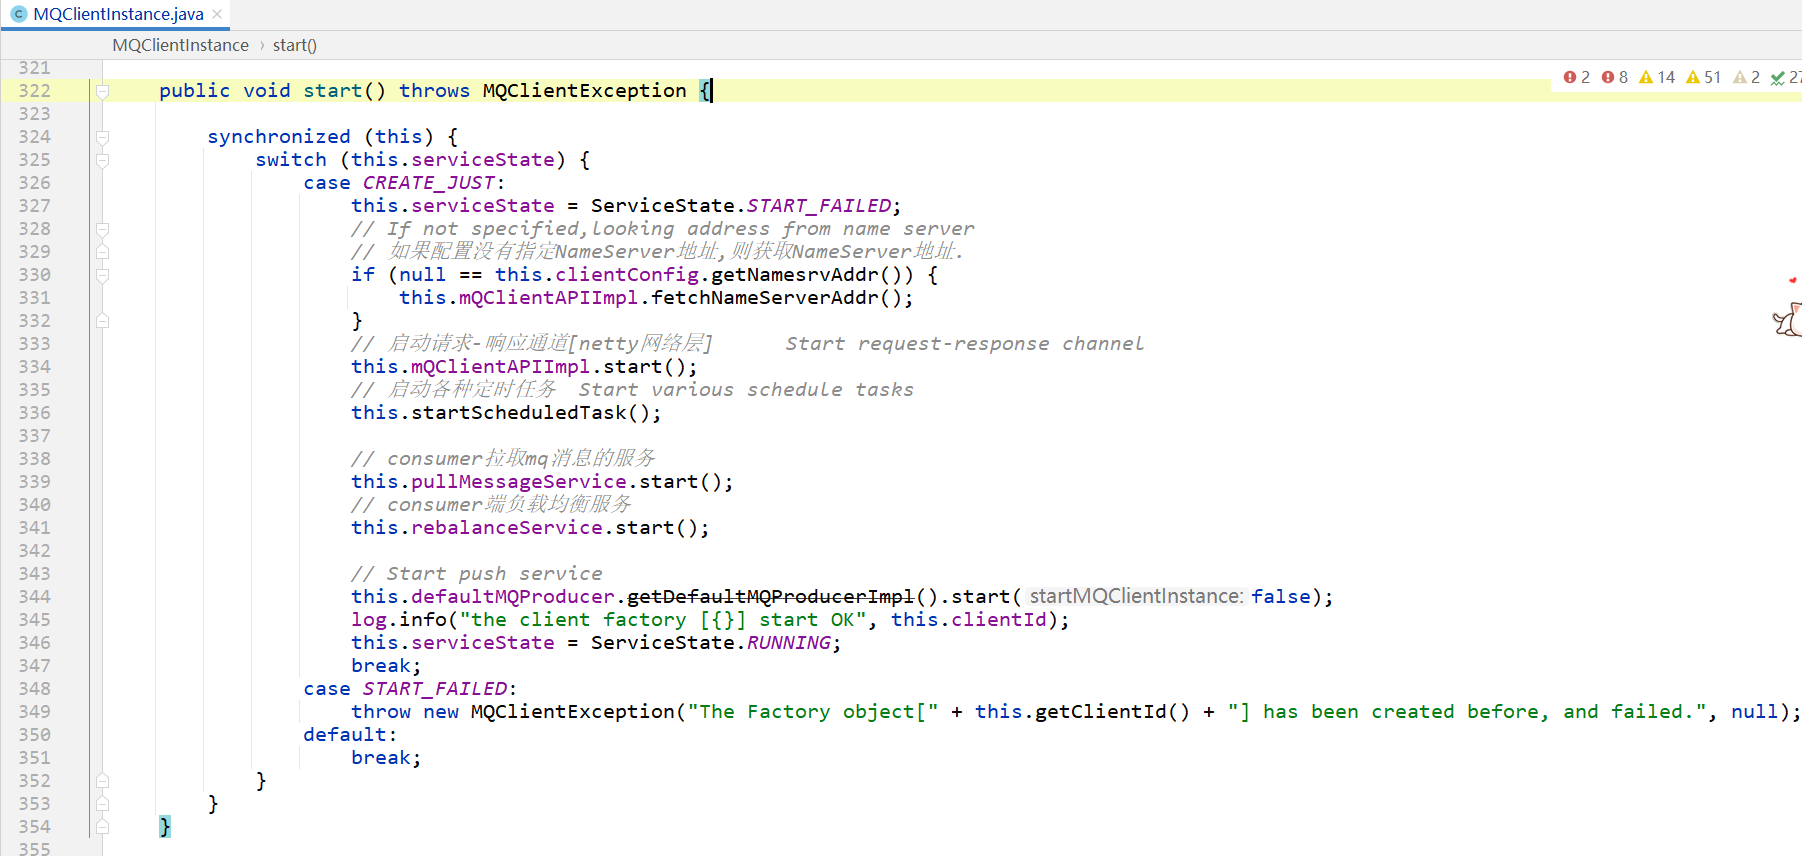 MQClientInstance.java
MQClientInstance › start()
2 8 14 51 2 27
321
322 public void start() throws MQClientException {
323
324 synchronized (this) {
325 switch (this.serviceState) {
326 case CREATE_JUST:
327 this.serviceState = ServiceState.START_FAILED;
328 // If not specified,looking address from name server
329 // 如果配置没有指定NameServer地址,则获取NameServer地址.
330 if (null == this.clientConfig.getNamesrvAddr()) {
331 this.mQClientAPIImpl.fetchNameServerAddr();
332 }
333 // 启动请求-响应通道[netty网络层] Start request-response channel
334 this.mQClientAPIImpl.start();
335 // 启动各种定时任务 Start various schedule tasks
336 this.startScheduledTask();
337
338 // consumer拉取mq消息的服务
339 this.pullMessageService.start();
340 // consumer端负载均衡服务
341 this.rebalanceService.start();
342
343 // Start push service
344 this.defaultMQProducer.getDefaultMQProducerImpl().start( startMQClientInstance: false);
345 log.info("the client factory [{}] start OK", this.clientId);
346 this.serviceState = ServiceState.RUNNING;
347 break;
348 case START_FAILED:
349 throw new MQClientException("The Factory object[" + this.getClientId() + "] has been created before, and failed.", null);
350 default:
351 break;
352 }
353 }
354 }
355